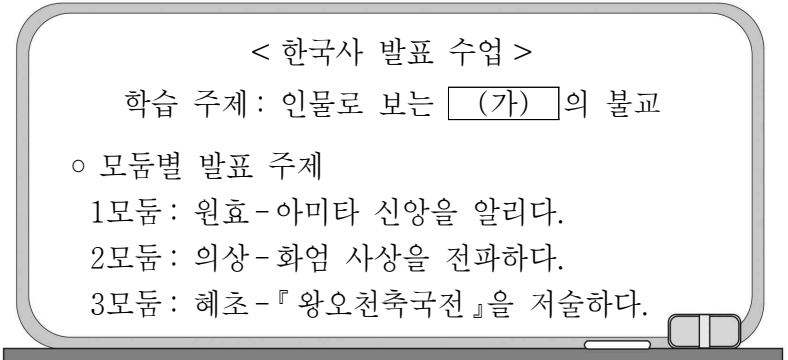 < 한국사 발표 수업 >
학습 주제 : 인물로 보는 (가) 의 불교
○ 모둠별 발표 주제
1모둠 : 원효 - 아미타 신앙을 알리다.
2모둠 : 의상 - 화엄 사상을 전파하다.
3모둠 : 혜초 - 『왕오천축국전』을 저술하다.